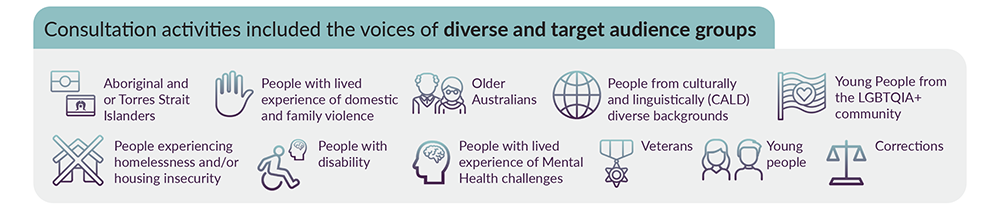 Consultation activities included the voices of diverse and target audience groups
Aboriginal and
or Torres Strait
Islanders
People with lived
experience of domestic
and family violence
Older
Australians
People from culturally
and linguistically (CALD)
diverse backgrounds
Young People from
the LGBTQIA+
community
People experiencing
homelessness and/or
housing insecurity
People with
disability
People with lived
experience of Mental
Health challenges
Veterans
Young
people
Corrections